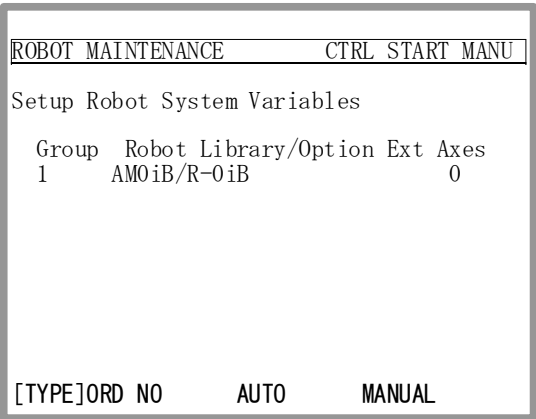 ROBOT MAINTENANCE CTRL START MANU
Setup Robot System Variables
Group Robot Library/Option Ext Axes
1 AM0iB/R-0iB 0
[TYPE]ORD NO AUTO MANUAL